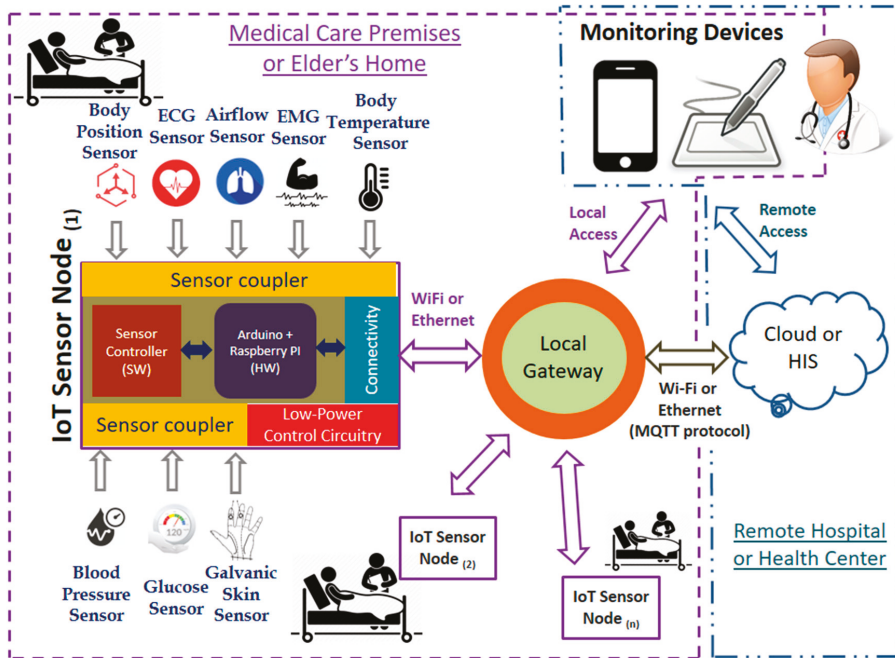 Medical Care Premises
or Elder's Home
Monitoring Devices
Body
Position
Sensor
ECG
Sensor
Airflow
Sensor
EMG
Sensor
Body
Temperature
Sensor
IoT Sensor Node (1)
Sensor coupler
Sensor
Controller
(SW)
Arduino +
Raspberry PI
(HW)
Connectivity
Sensor coupler
Low-Power
Control Circuitry
WiFi or
Ethernet
Local
Access
Remote
Access
Local
Gateway
Cloud or
HIS
Wi-Fi or
Ethernet
(MQTT protocol)
120
Blood
Pressure
Sensor
Glucose
Sensor
Galvanic
Skin
Sensor
IoT Sensor
Node (2)
IoT Sensor
Node (n)
Remote Hospital
or Health Center